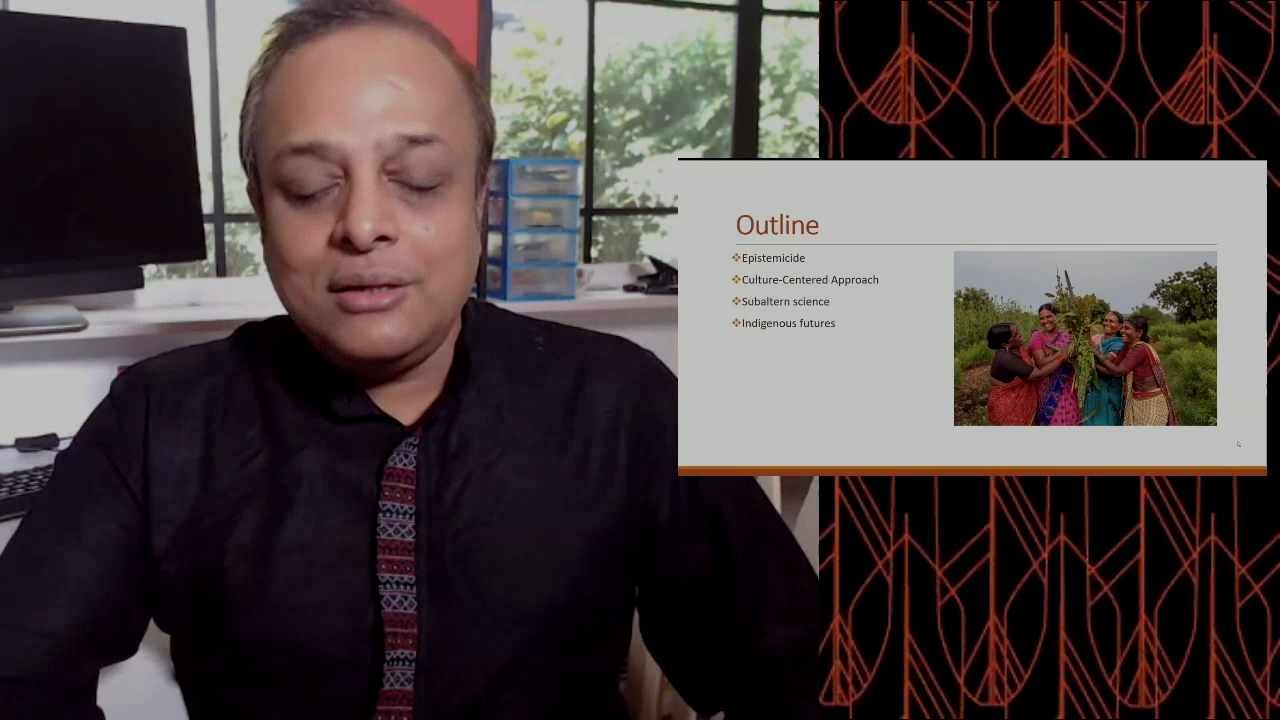 Outline
❖Epistemicide
❖Culture-Centered Approach
❖Subaltern science
❖Indigenous futures